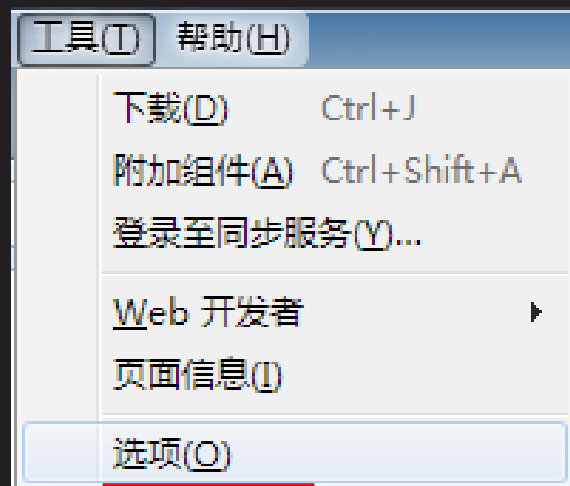 工具(T) 帮助(H)
下载(D) Ctrl+J
附加组件(A) Ctrl+Shift+A
登录至同步服务(Y)...
Web 开发者
页面信息(I)
选项(O)